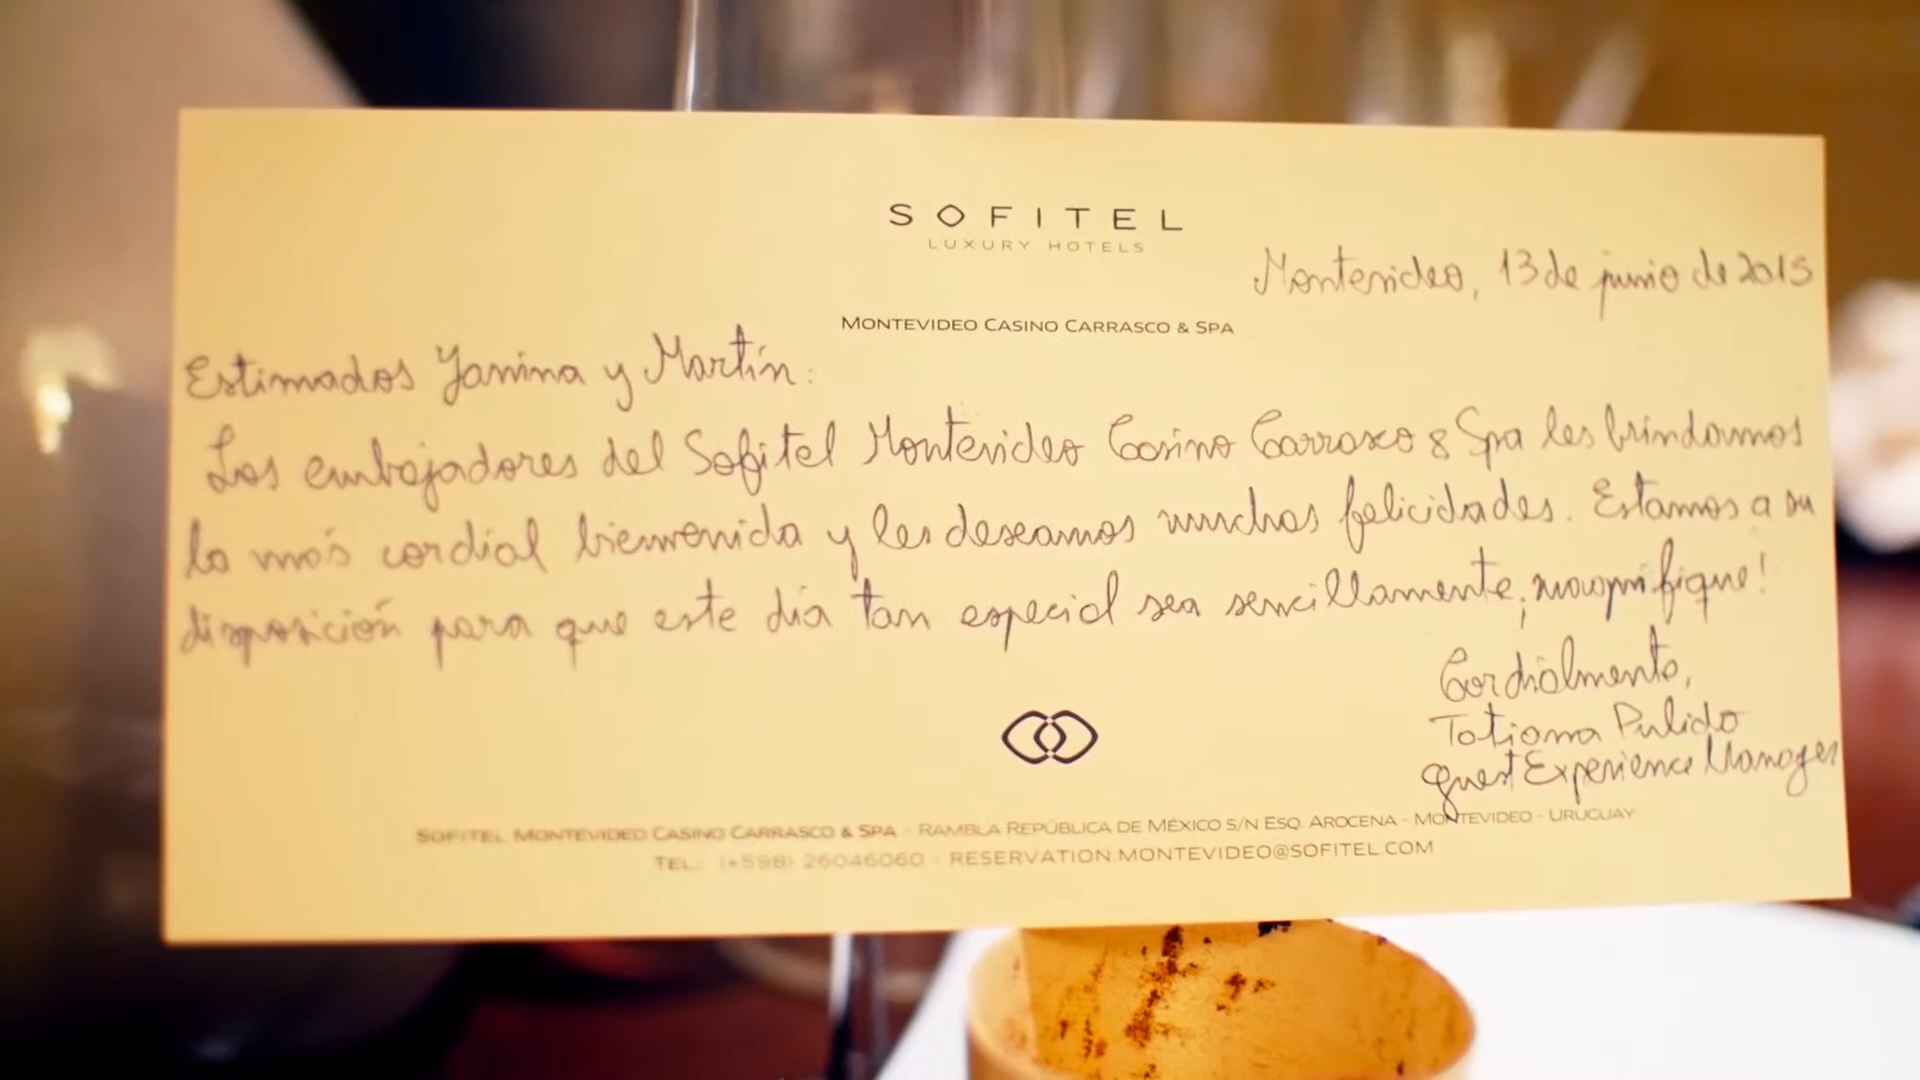 SOFITEL
LUXURY HOTELS
Montevideo, 13 de junio de 2015
MONTEVIDEO CASINO CARRASCO & SPA
Estimados Yanina y Martín:
Los embajadores del Sofitel Montevideo Casino Carrasco & Spa les brindamos
la más cordial bienvenida y les deseamos muchas felicidades. Estamos a su
disposición para que este día tan especial sea sencillamente ¡magnifique!
Cordialmente,
Tatiana Pulido
Guest Experience Manager
SOFITEL MONTEVIDEO CASINO CARRASCO & SPA - RAMBLA REPÚBLICA DE MÉXICO S/N ESQ. AROCENA - MONTEVIDEO - URUGUAY
TEL.: (+598) 26046060 - RESERVATION.MONTEVIDEO@SOFITEL.COM